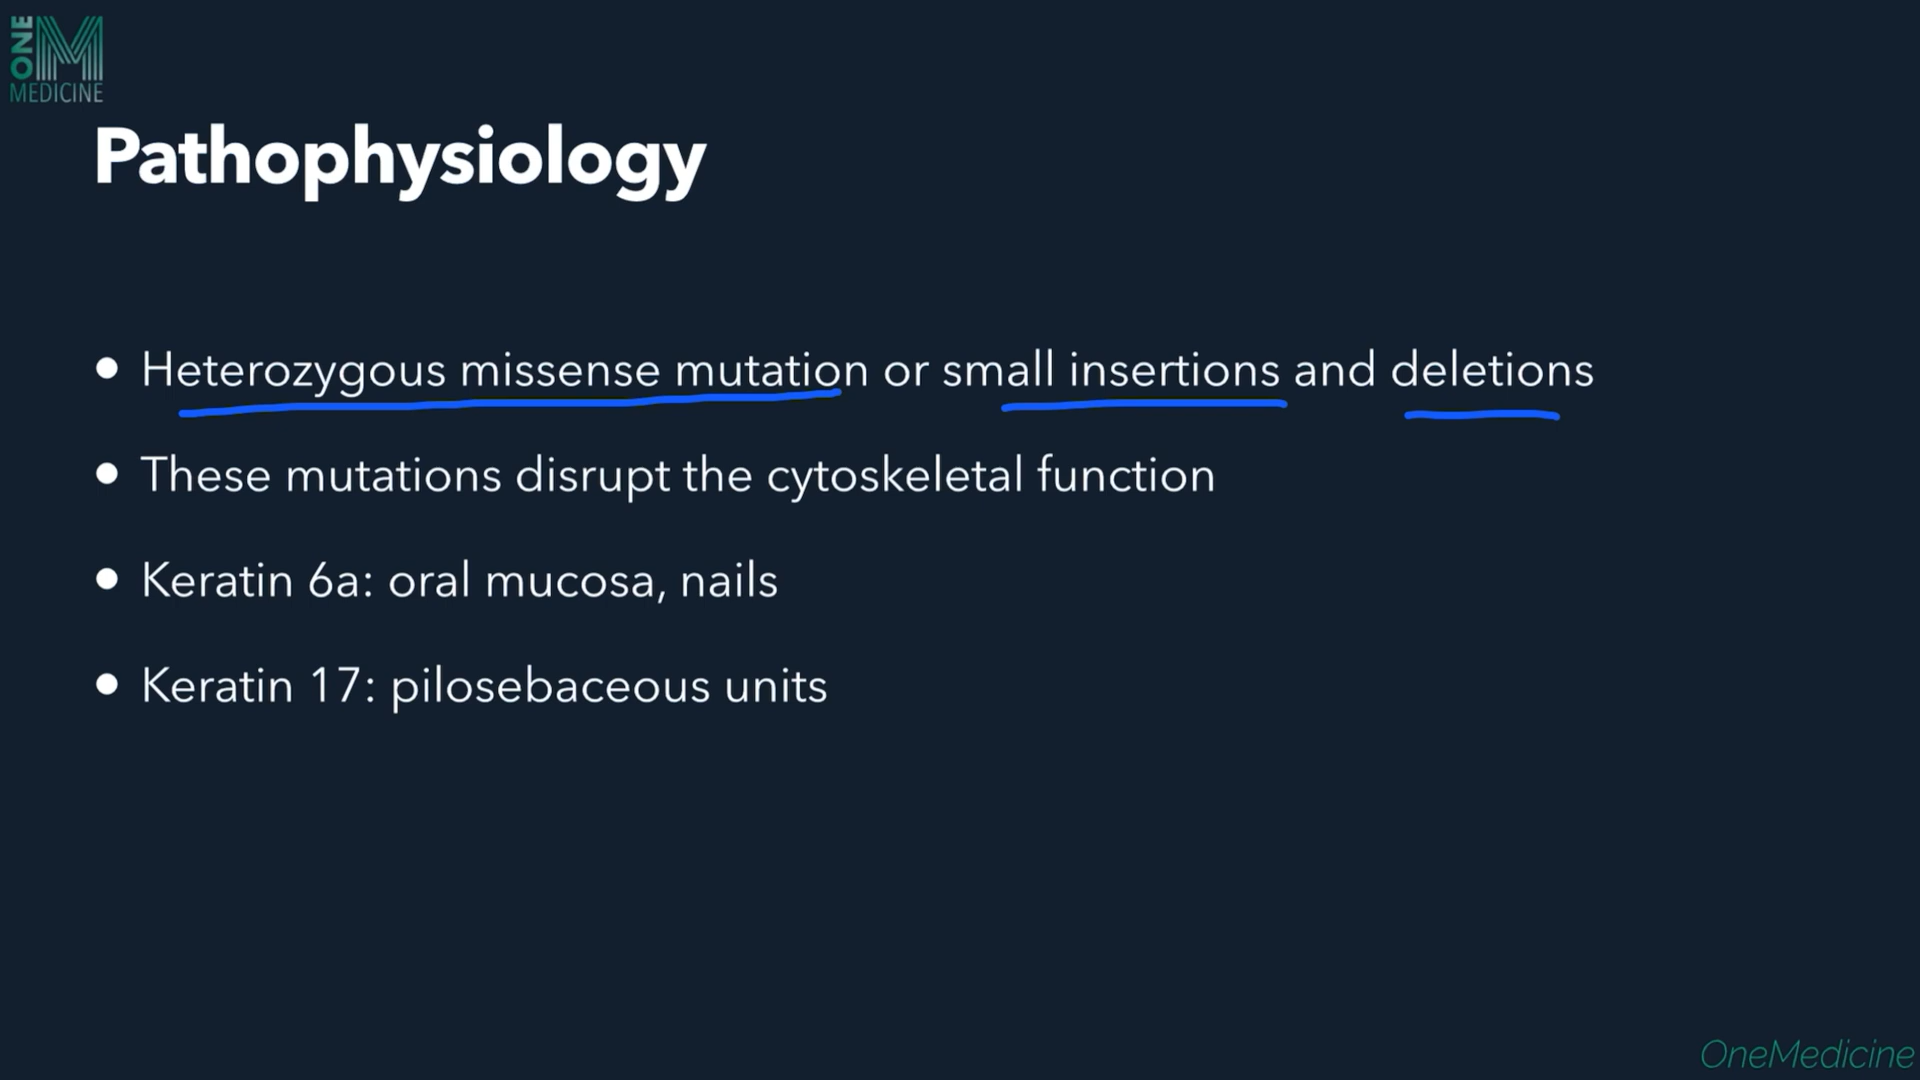 ONE
MEDICINE
Pathophysiology
• Heterozygous missense mutation or small insertions and deletions
• These mutations disrupt the cytoskeletal function
• Keratin 6a: oral mucosa, nails
• Keratin 17: pilosebaceous units
OneMedicine